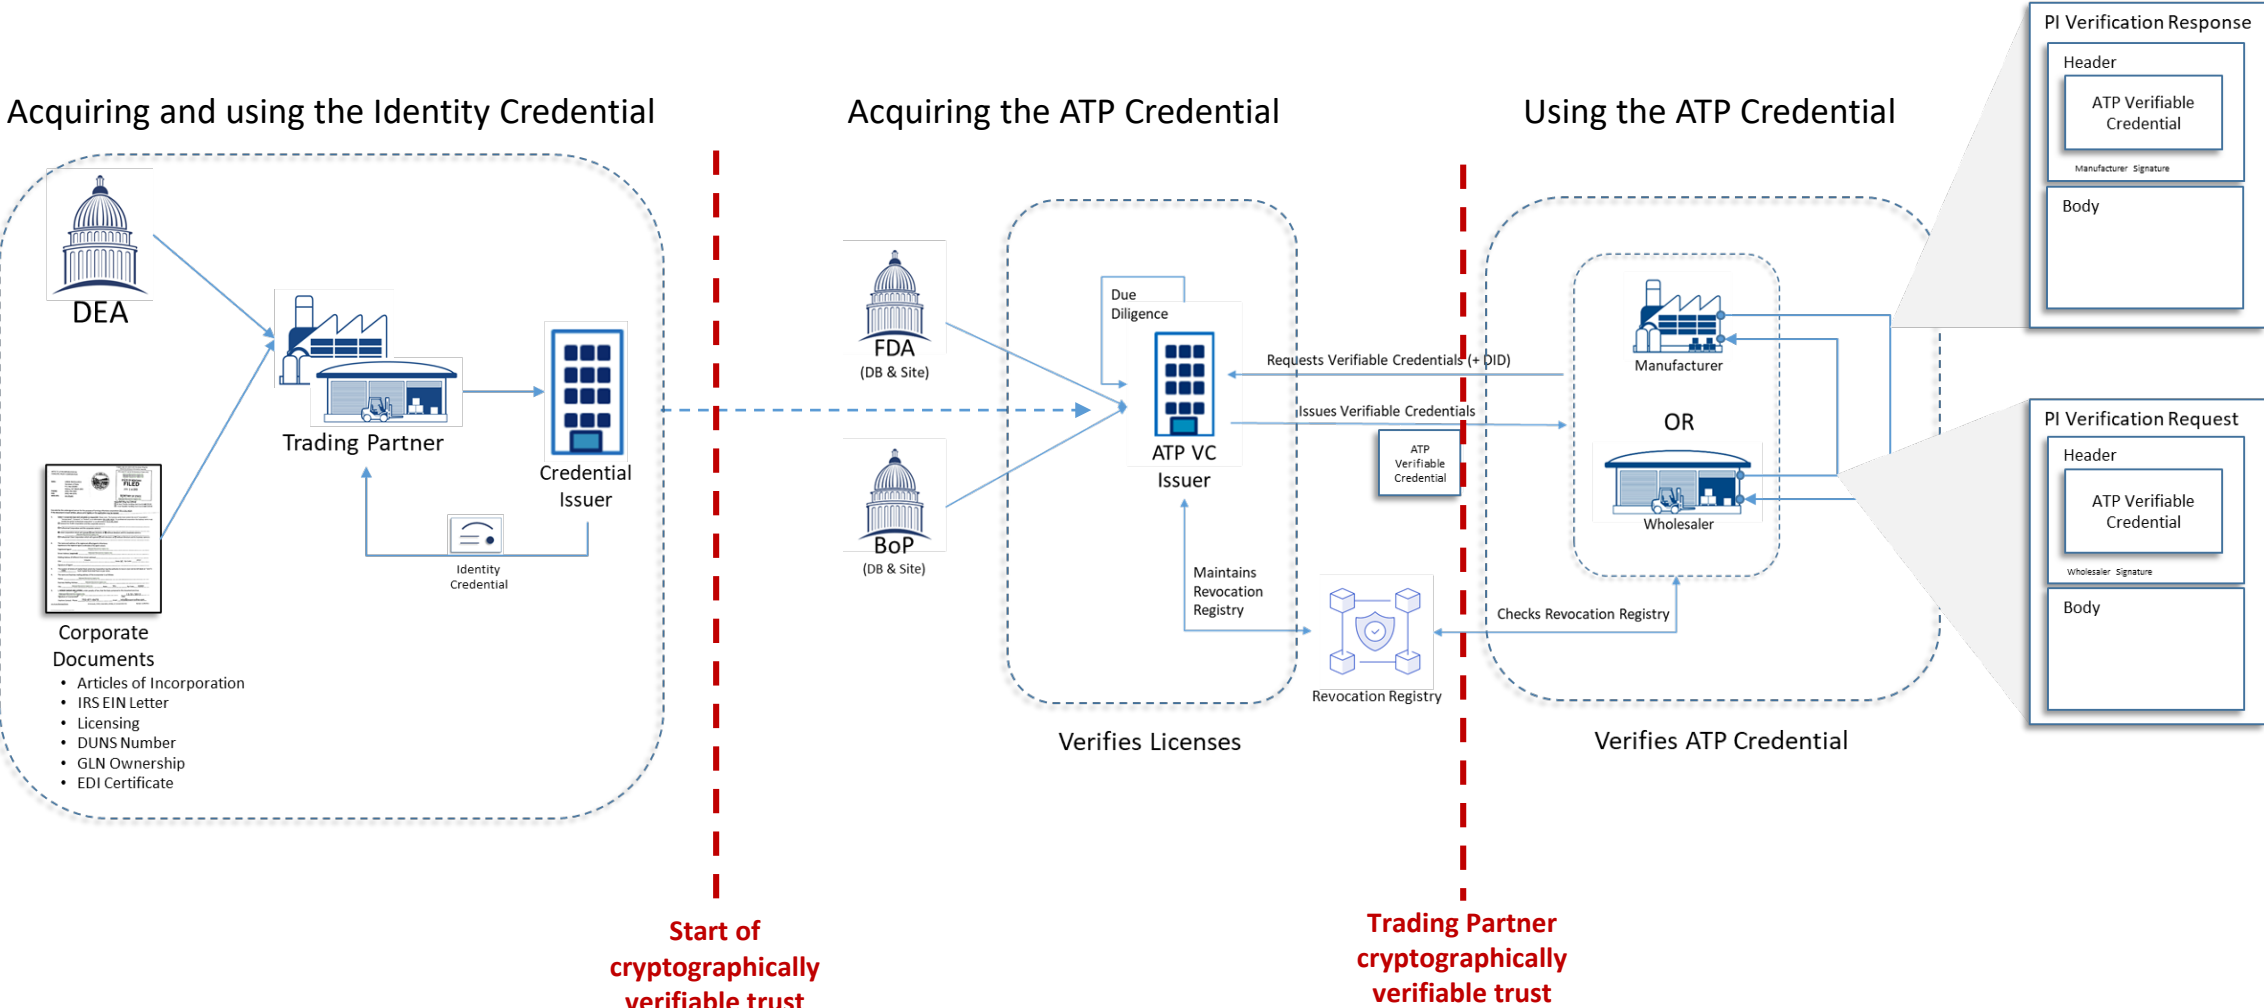 Acquiring and using the Identity Credential
DEA
Trading Partner
Credential
Issuer
Identity
Credential
FILED
Corporate
Documents
• Articles of Incorporation
• IRS EIN Letter
• Licensing
• DUNS Number
• GLN Ownership
• EDI Certificate
Start of
cryptographically
verifiable trust
Acquiring the ATP Credential
FDA
(DB & Site)
BoP
(DB & Site)
Due
Diligence
ATP VC
Issuer
Requests Verifiable Credentials (+ DID)
Issues Verifiable Credentials
ATP
Verifiable
Credential
Maintains
Revocation
Registry
Revocation Registry
Verifies Licenses
Trading Partner
cryptographically
verifiable trust
Using the ATP Credential
Manufacturer
OR
Wholesaler
Checks Revocation Registry
Verifies ATP Credential
PI Verification Response
Header
ATP Verifiable
Credential
Manufacturer Signature
Body
PI Verification Request
Header
ATP Verifiable
Credential
Wholesaler Signature
Body